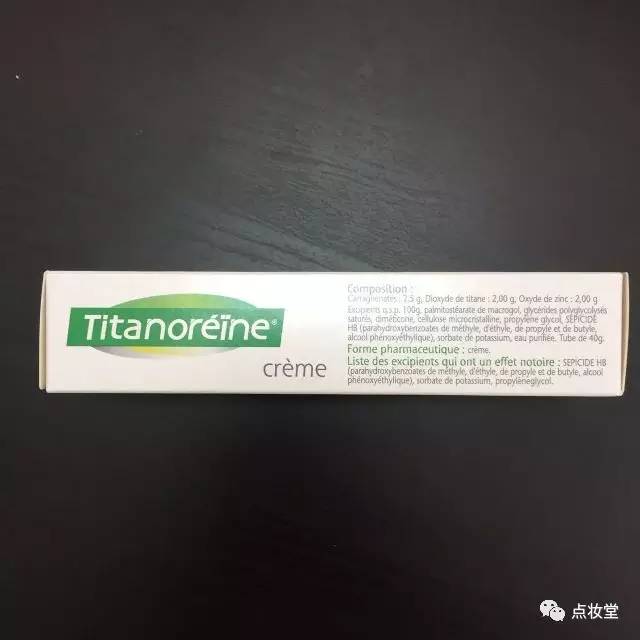 Titanoréïne®
crème
Composition :
Carraghenates : 2,5 g, Dioxyde de titane : 2,00 g, Oxyde de zinc : 2,00 g
Excipients q.s.p. 100g, palmitostéarate de macrogol, glycérides polyglycolysés
saturés, diméticone, cellulose microcristalline, propylène glycol, SEPICIDE
HB (parahydroxybenzoates de méthyle, d'éthyle, de propyle et de butyle,
alcool phénoxyéthylique), sorbate de potassium, eau purifiée. Tube de 40g.
Forme pharmaceutique : crème.
Liste des excipients qui ont un effet notoire : SEPICIDE HB
(parahydroxybenzoates de méthyle, d'éthyle, de propyle et de butyle, alcool
phénoxyéthylique), sorbate de potassium, propylèneglycol.
点妆堂